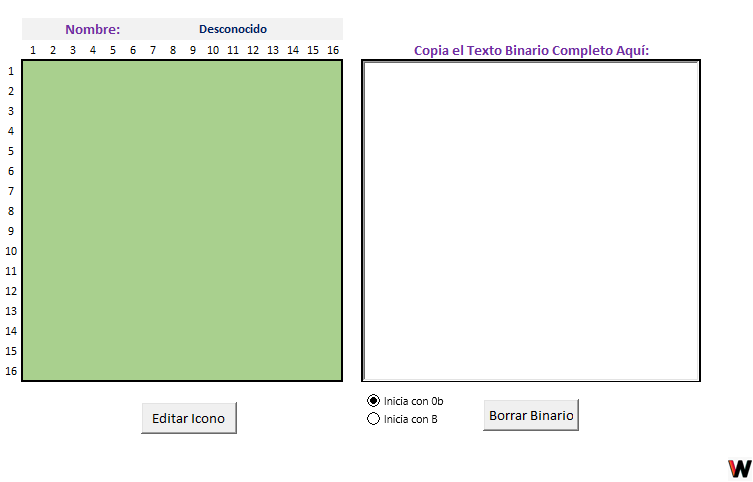 Nombre: Desconocido
1 2 3 4 5 6 7 8 9 10 11 12 13 14 15 16
Copia el Texto Binario Completo Aquí:
1
2
3
4
5
6
7
8
9
10
11
12
13
14
15
16
Editar Icono
Inicia con 0b
Inicia con B
Borrar Binario
W